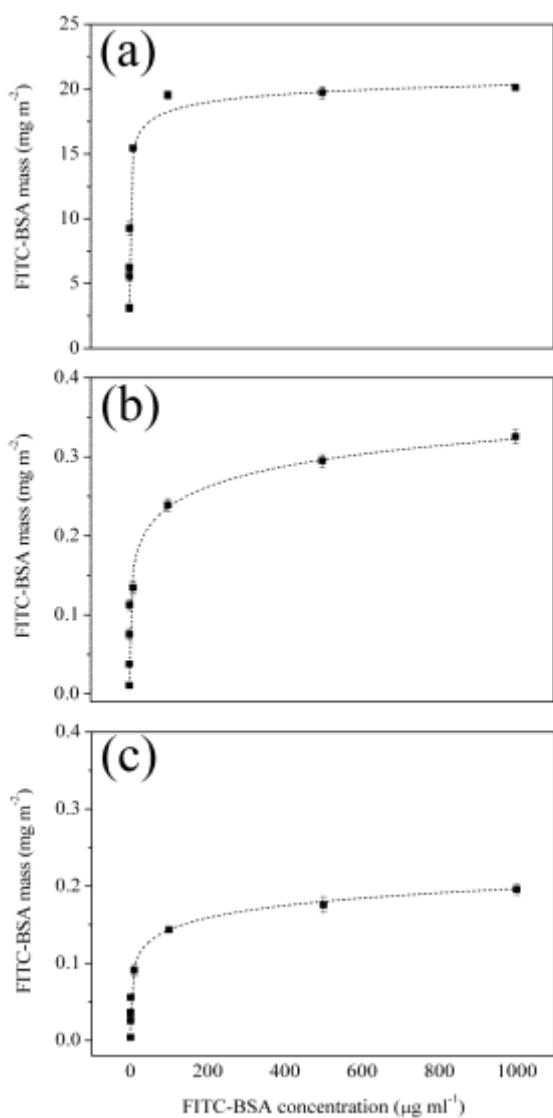 (a)
25
20
15
10
5
0
FITC-BSA mass (mg m⁻²)
(b)
0.4
0.3
0.2
0.1
0.0
FITC-BSA mass (mg m⁻²)
(c)
0.4
0.3
0.2
0.1
0.0
FITC-BSA mass (mg m⁻²)
0 200 400 600 800 1000
FITC-BSA concentration (μg ml⁻¹)